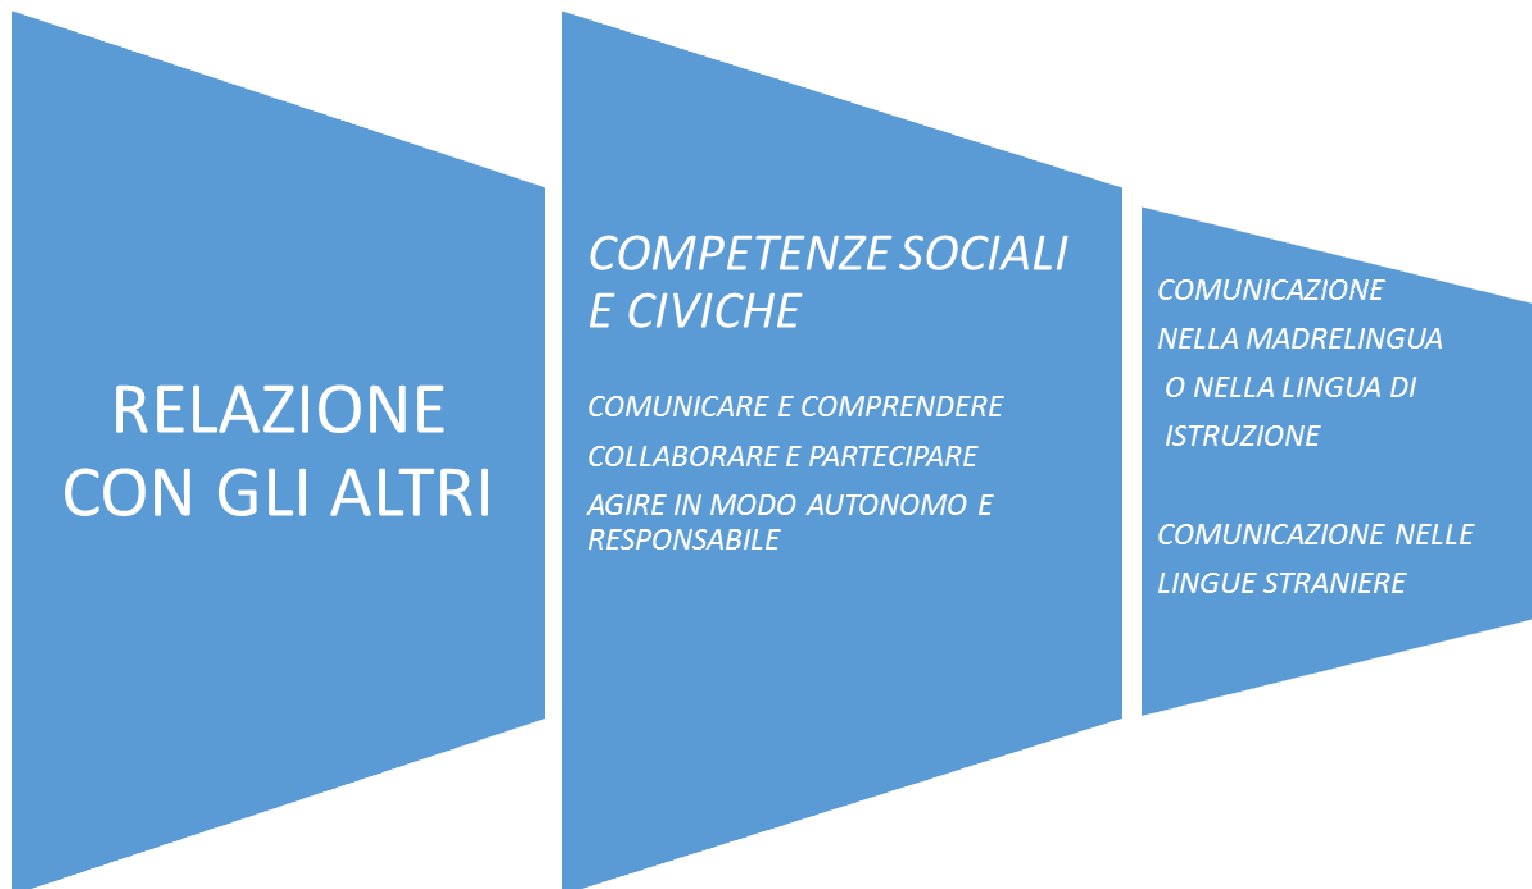 RELAZIONE
CON GLI ALTRI
COMPETENZE SOCIALI
E CIVICHE
COMUNICARE E COMPRENDERE
COLLABORARE E PARTECIPARE
AGIRE IN MODO AUTONOMO E
RESPONSABILE
COMUNICAZIONE
NELLA MADRELINGUA
O NELLA LINGUA DI
ISTRUZIONE
COMUNICAZIONE NELLE
LINGUE STRANIERE